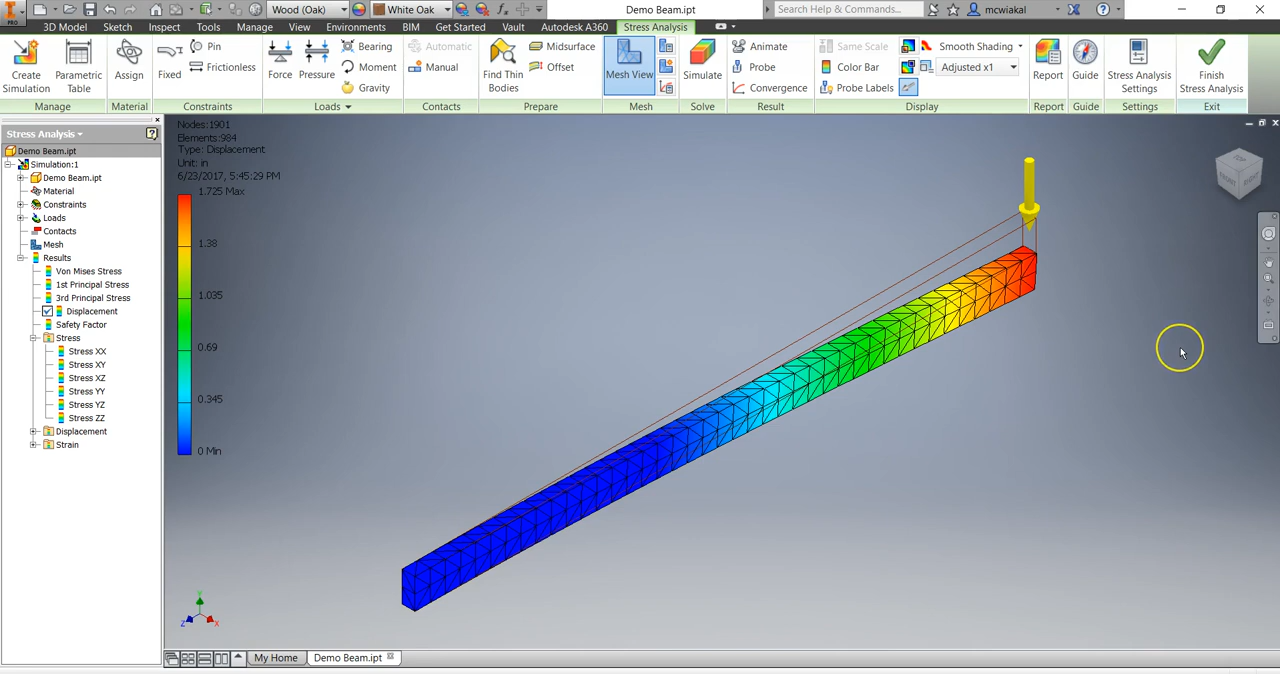 Wood (Oak)
White Oak
Demo Beam.ipt
Search Help & Commands...
mcwiakal
PRO
3D Model
Sketch
Inspect
Tools
Manage
View
Environments
BIM
Get Started
Vault
Autodesk A360
Stress Analysis
Create Simulation
Parametric Table
Assign
Fixed
Pin
Frictionless
Force
Pressure
Bearing
Moment
Gravity
Automatic
Manual
Find Thin Bodies
Midsurface
Offset
Mesh View
Simulate
Animate
Probe
Convergence
Same Scale
Color Bar
Probe Labels
Smooth Shading
Adjusted x1
Report
Guide
Stress Analysis Settings
Finish Stress Analysis
Manage
Material
Constraints
Loads
Contacts
Prepare
Mesh
Solve
Result
Display
Report
Guide
Settings
Exit
Stress Analysis
Demo Beam.ipt
Simulation:1
Demo Beam.ipt
Material
Constraints
Loads
Contacts
Mesh
Results
Von Mises Stress
1st Principal Stress
3rd Principal Stress
Displacement
Safety Factor
Stress
Stress XX
Stress XY
Stress XZ
Stress YY
Stress YZ
Stress ZZ
Displacement
Strain
Nodes:1901
Elements:984
Type: Displacement
Unit: in
6/23/2017, 5:45:29 PM
1.725 Max
1.38
1.035
0.69
0.345
0 Min
TOP
FRONT
RIGHT
Y
Z
X
My Home
Demo Beam.ipt